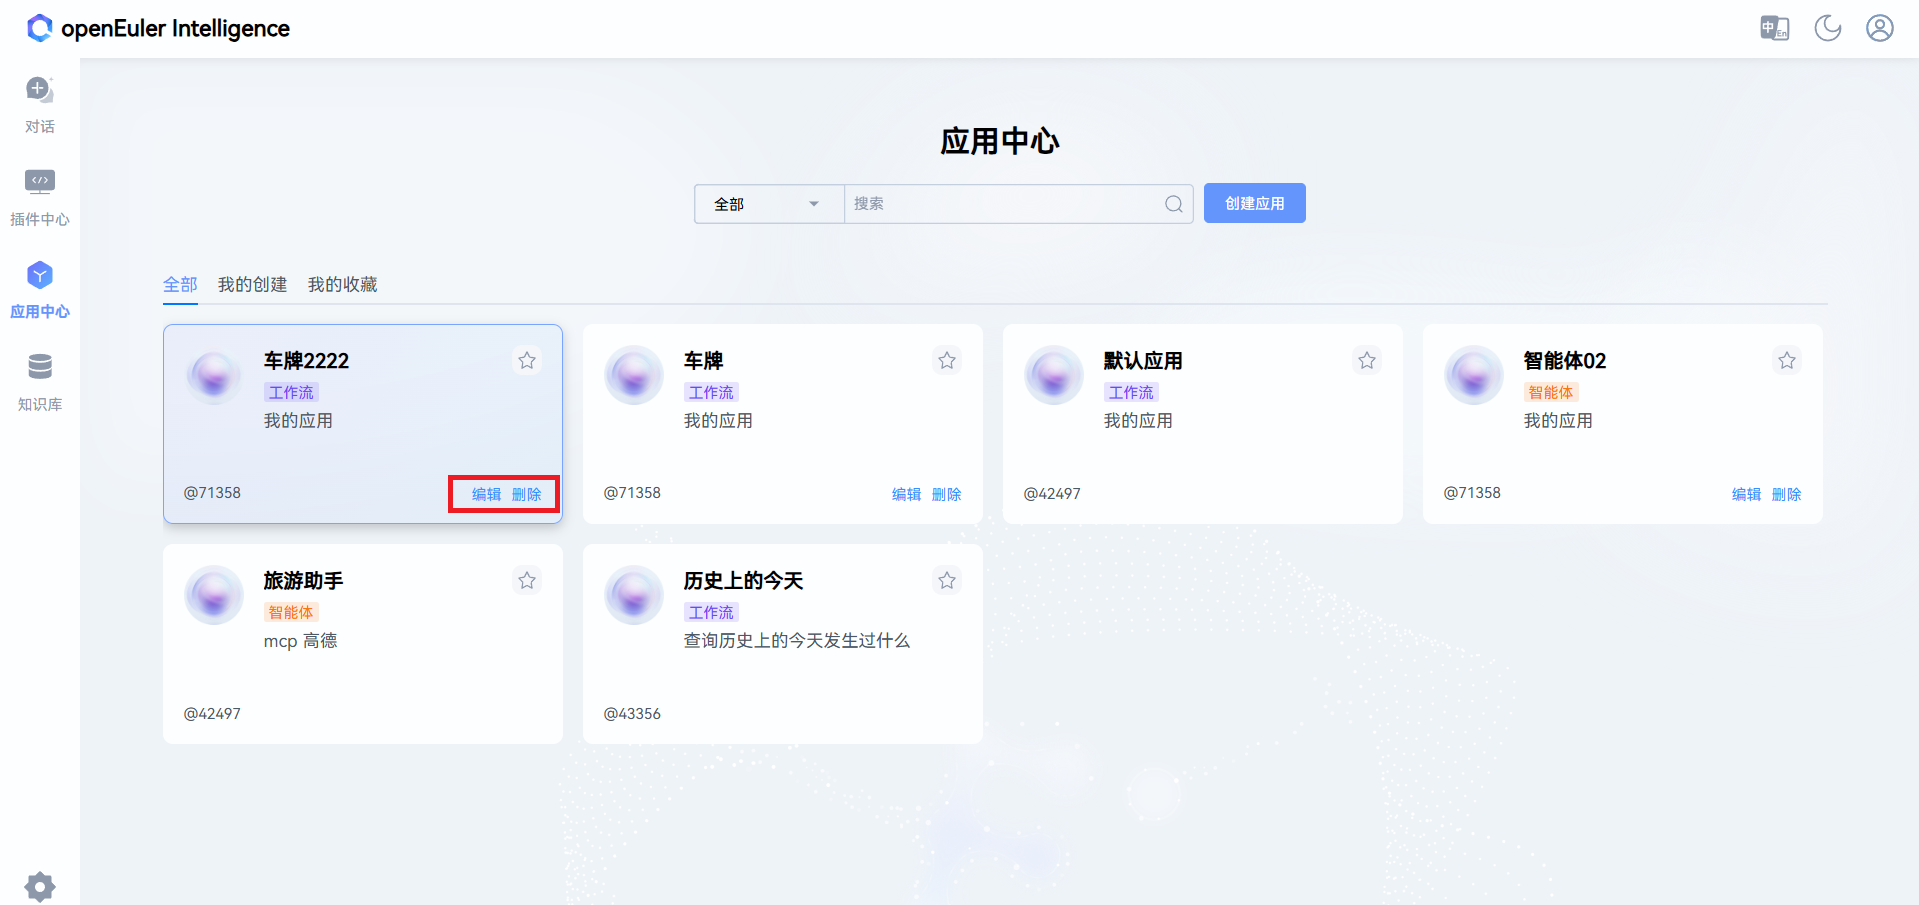 openEuler Intelligence
中 En
对话
插件中心
应用中心
知识库
应用中心
全部 搜索 创建应用
全部 我的创建 我的收藏
车牌2222
工作流
我的应用
@71358 编辑 删除
车牌
工作流
我的应用
@71358 编辑 删除
默认应用
工作流
我的应用
@42497
智能体02
智能体
我的应用
@71358 编辑 删除
旅游助手
智能体
mcp 高德
@42497
历史上的今天
工作流
查询历史上的今天发生过什么
@43356